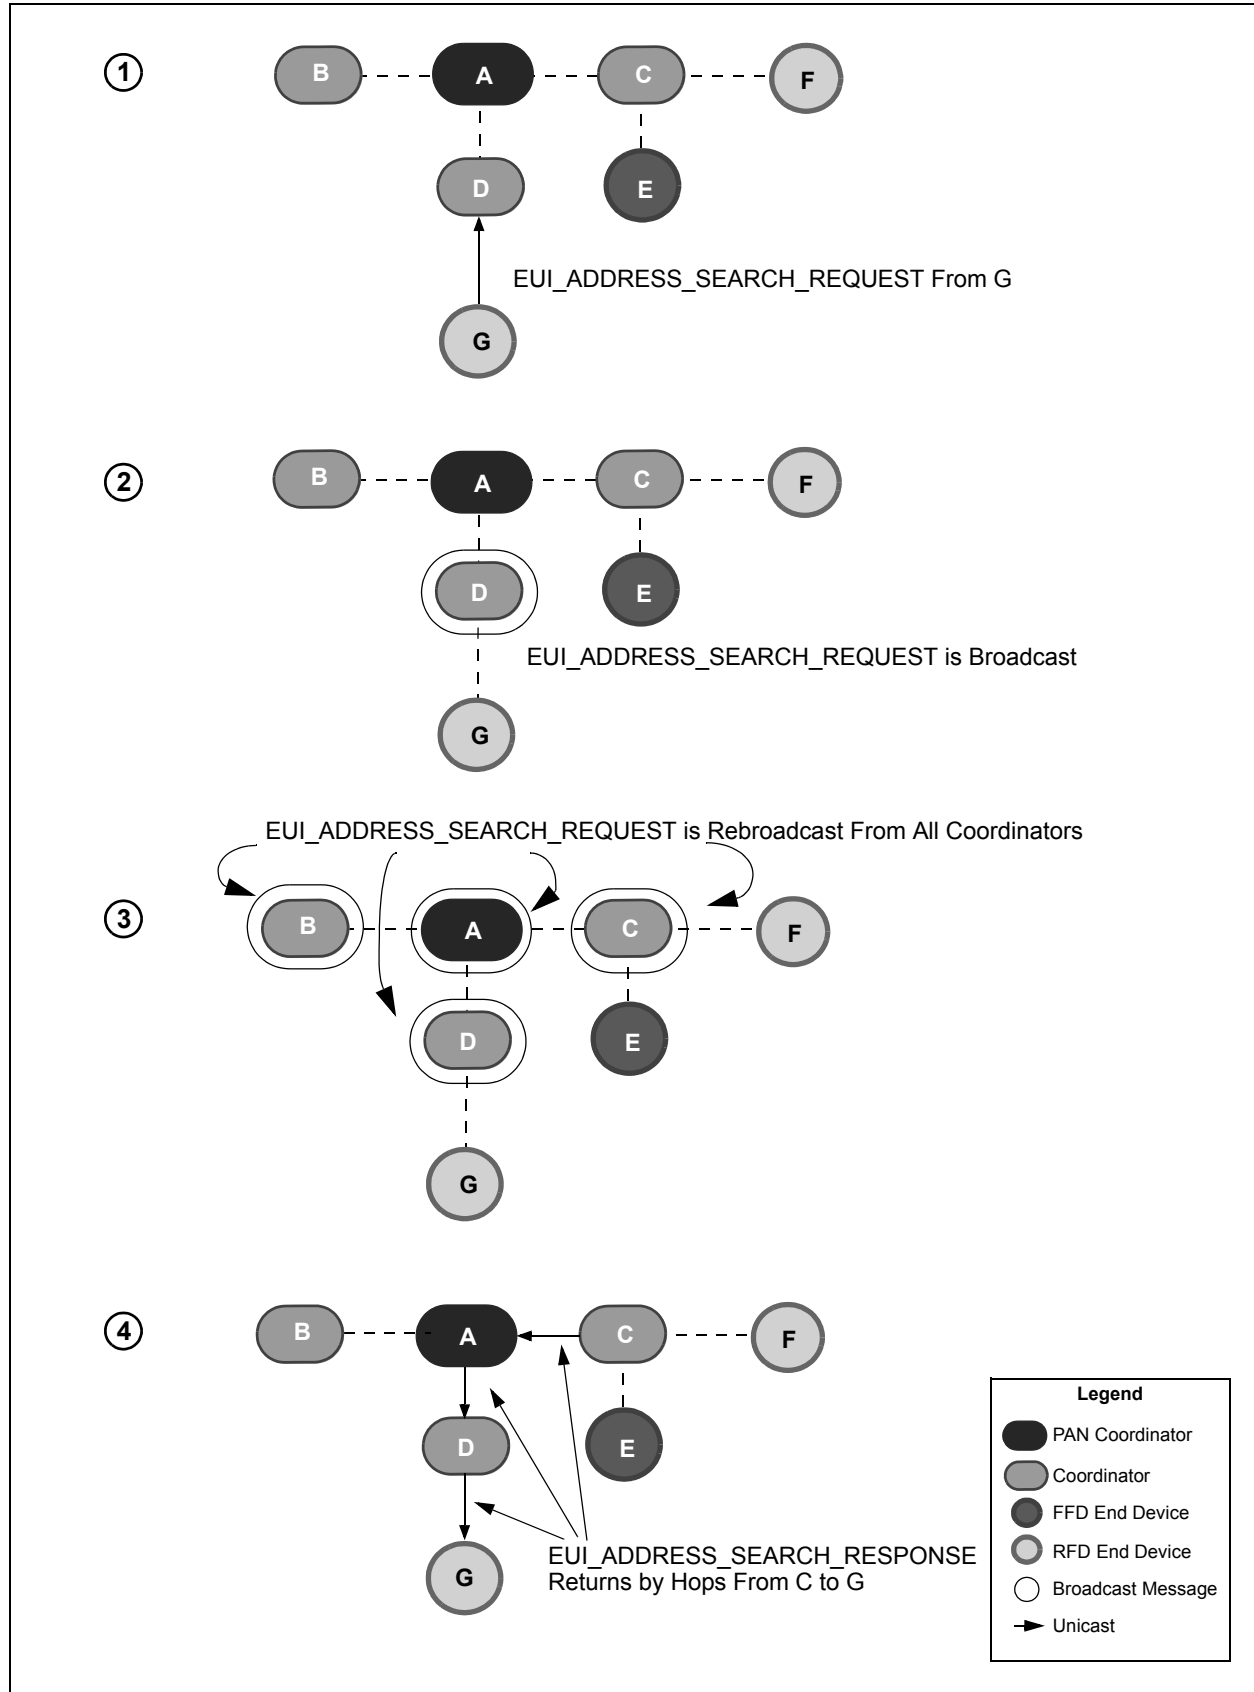 1
B
A
C
F
D
E
EUI_ADDRESS_SEARCH_REQUEST From G
G
2
B
A
C
F
D
E
EUI_ADDRESS_SEARCH_REQUEST is Broadcast
G
EUI_ADDRESS_SEARCH_REQUEST is Rebroadcast From All Coordinators
3
B
A
C
F
D
E
G
4
B
A
C
F
D
E
G
EUI_ADDRESS_SEARCH_RESPONSE
Returns by Hops From C to G
Legend
PAN Coordinator
Coordinator
FFD End Device
RFD End Device
Broadcast Message
Unicast